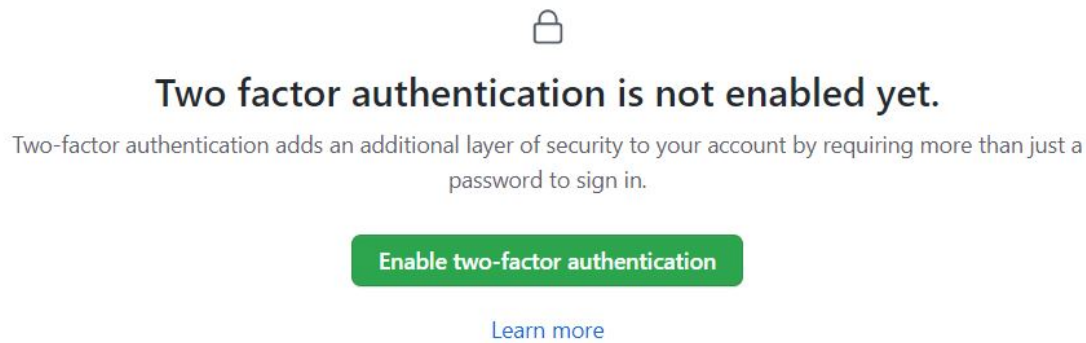 Two factor authentication is not enabled yet.
Two-factor authentication adds an additional layer of security to your account by requiring more than just a
password to sign in.
Enable two-factor authentication
Learn more